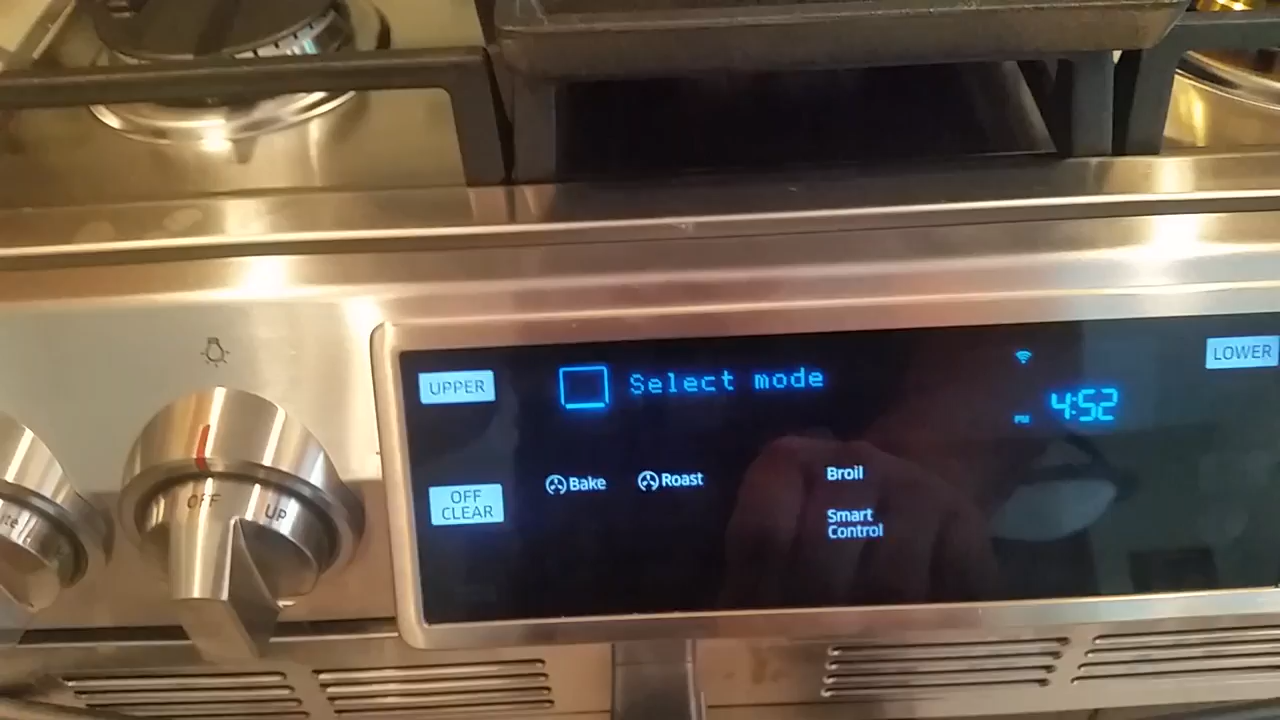 UPPER
Select mode
LOWER
PM 4:52
Bake
Roast
Broil
OFF
CLEAR
Smart
Control
OFF
UP